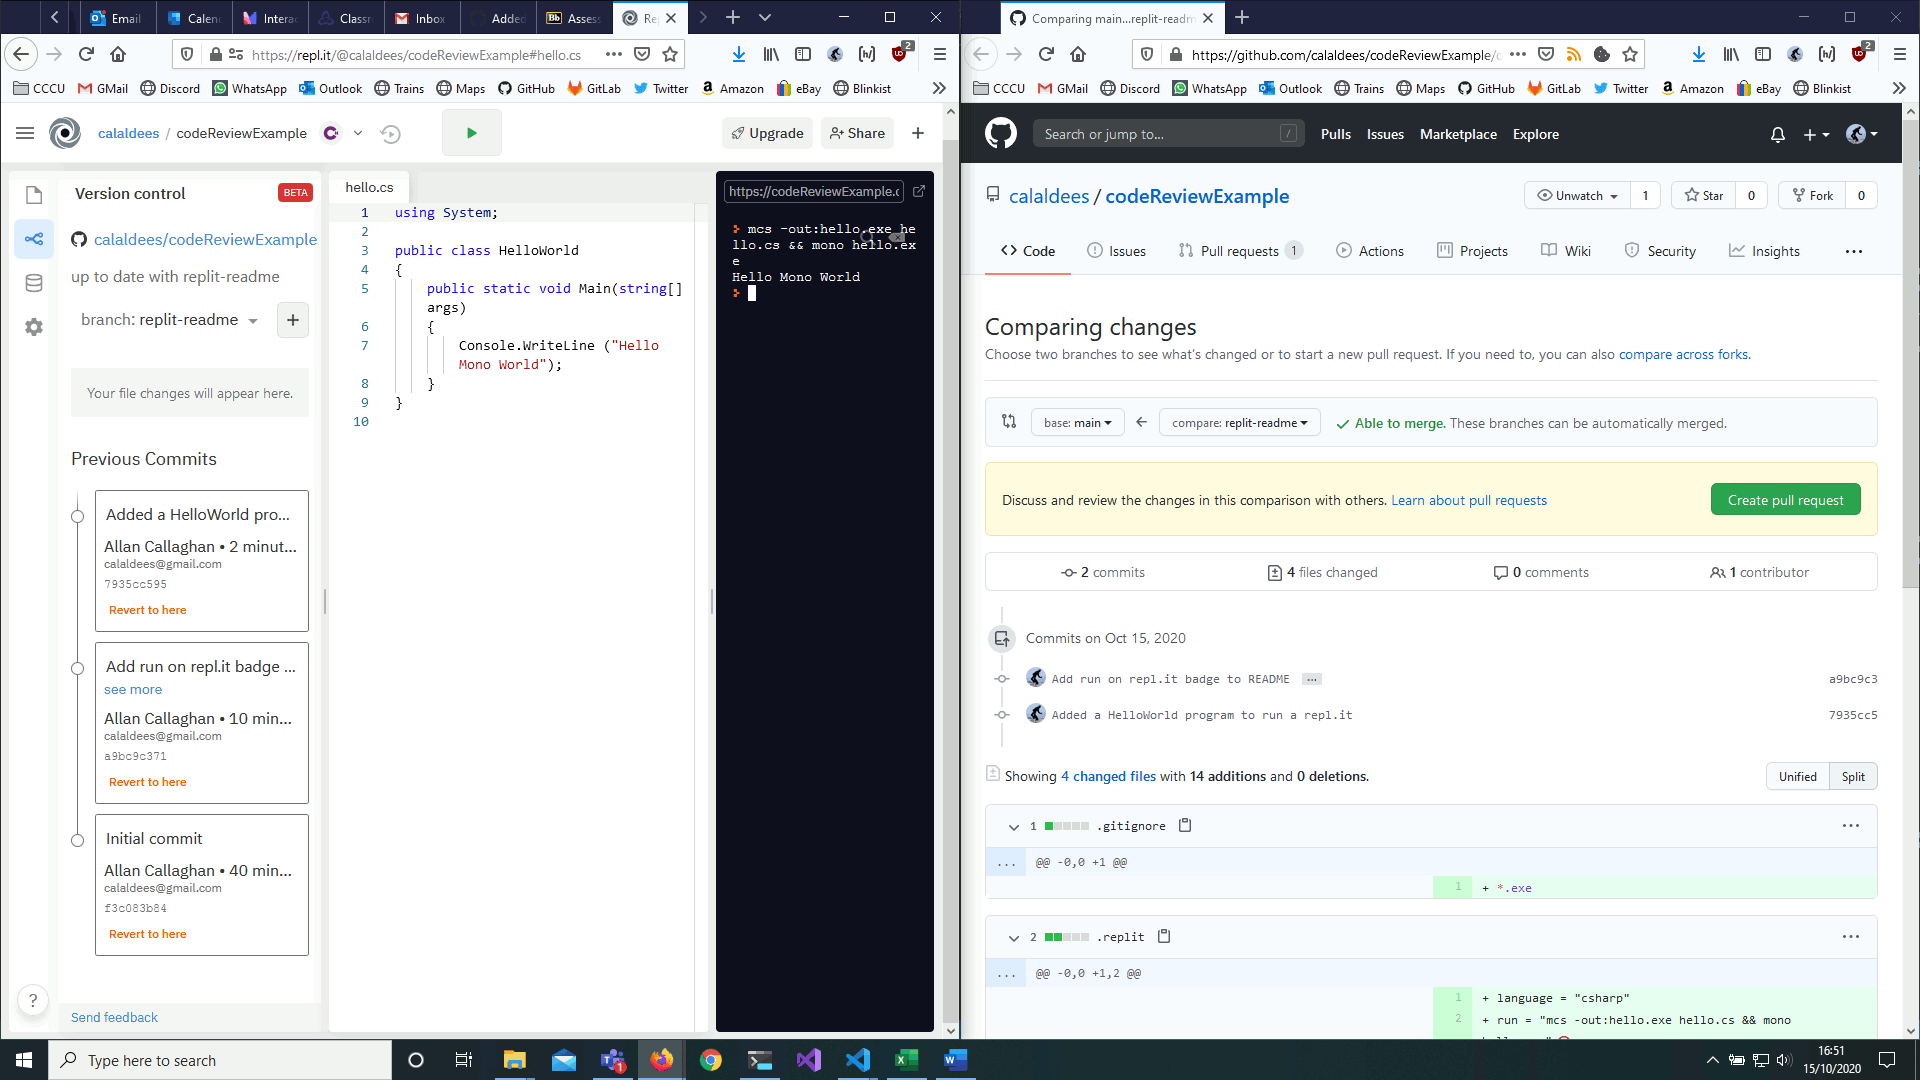 Email
Calen
Intera
Class
Inbox
Added
Bb Assess
Re
https://repl.it/@calaldees/codeReviewExample#hello.cs
2
CCCU
GMail
Discord
WhatsApp
Outlook
Trains
Maps
GitHub
GitLab
Twitter
Amazon
eBay
Blinkist
calaldees / codeReviewExample
Upgrade
Share
Version control
BETA
calaldees/codeReviewExample
up to date with replit-readme
branch: replit-readme
Your file changes will appear here.
Previous Commits
Added a HelloWorld pro...
Allan Callaghan • 2 minut...
calaldees@gmail.com
7935cc595
Revert to here
Add run on repl.it badge ...
see more
Allan Callaghan • 10 min...
calaldees@gmail.com
a9bc9c371
Revert to here
Initial commit
Allan Callaghan • 40 min...
calaldees@gmail.com
f3c083b84
Revert to here
?
Send feedback
hello.cs
1 using System;
2
3 public class HelloWorld
4 {
5 public static void Main(string[]
args)
6 {
7 Console.WriteLine ("Hello
Mono World");
8 }
9 }
10
https://codeReviewExample.c
mcs -out:hello.exe he
llo.cs && mono hello.ex
e
Hello Mono World
Comparing main...replit-readm
https://github.com/calaldees/codeReviewExample/c
2
CCCU
GMail
Discord
WhatsApp
Outlook
Trains
Maps
GitHub
GitLab
Twitter
Amazon
eBay
Blinkist
Search or jump to...
/
Pulls
Issues
Marketplace
Explore
calaldees / codeReviewExample
Unwatch
1
Star
0
Fork
0
Code
Issues
Pull requests 1
Actions
Projects
Wiki
Security
Insights
Comparing changes
Choose two branches to see what's changed or to start a new pull request. If you need to, you can also compare across forks.
base: main
compare: replit-readme
Able to merge. These branches can be automatically merged.
Discuss and review the changes in this comparison with others. Learn about pull requests
Create pull request
2 commits
4 files changed
0 comments
1 contributor
Commits on Oct 15, 2020
Add run on repl.it badge to README ...
a9bc9c3
Added a HelloWorld program to run a repl.it
7935cc5
Showing 4 changed files with 14 additions and 0 deletions.
Unified
Split
1 .gitignore
... @@ -0,0 +1 @@
1 + *.exe
2 .replit
... @@ -0,0 +1,2 @@
1 + language = "csharp"
2 + run = "mcs -out:hello.exe hello.cs && mono
Type here to search
1
16:51
15/10/2020